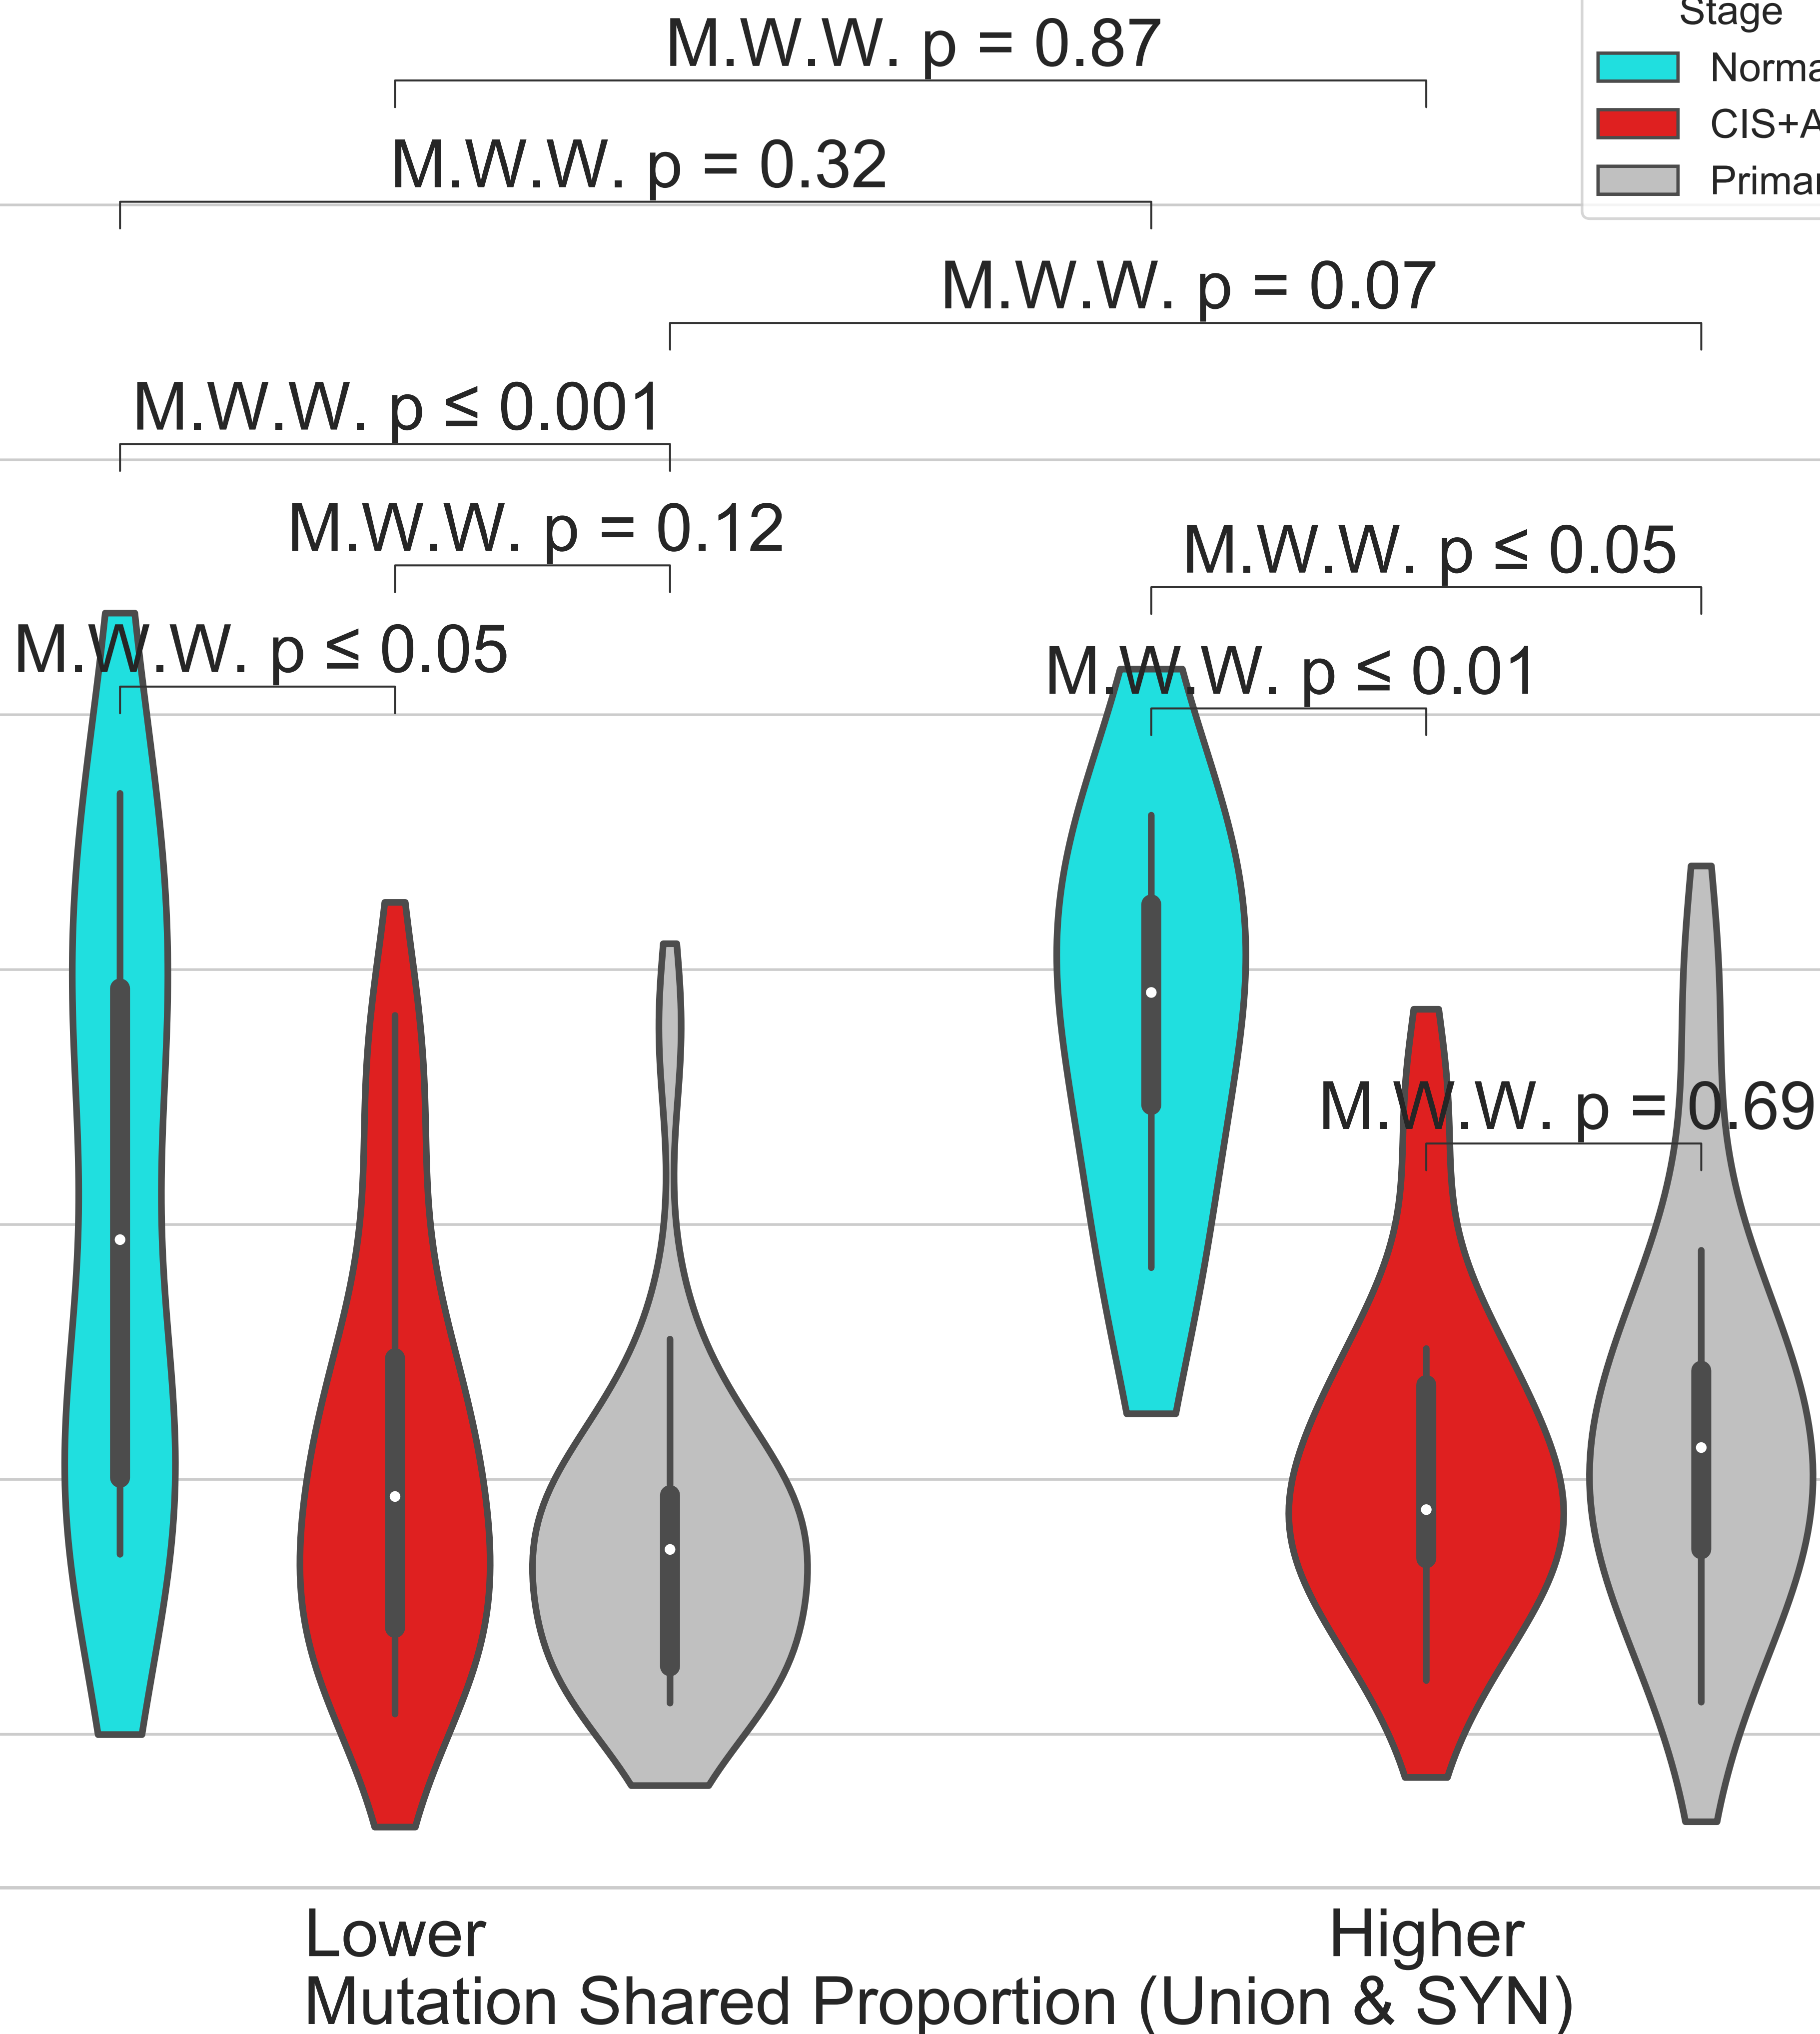 M.W.W. p = 0.87
Stage
M.W.W. p = 0.32
M.W.W. p = 0.07
M.W.W. p ≤ 0.001
M.W.W. p = 0.12
M.W.W. p ≤ 0.05
M.W.W. p ≤ 0.05
M.W.W. p ≤ 0.01
M.W.W. p = 0.69
Lower
Higher
Mutation Shared Proportion (Union & SYN)